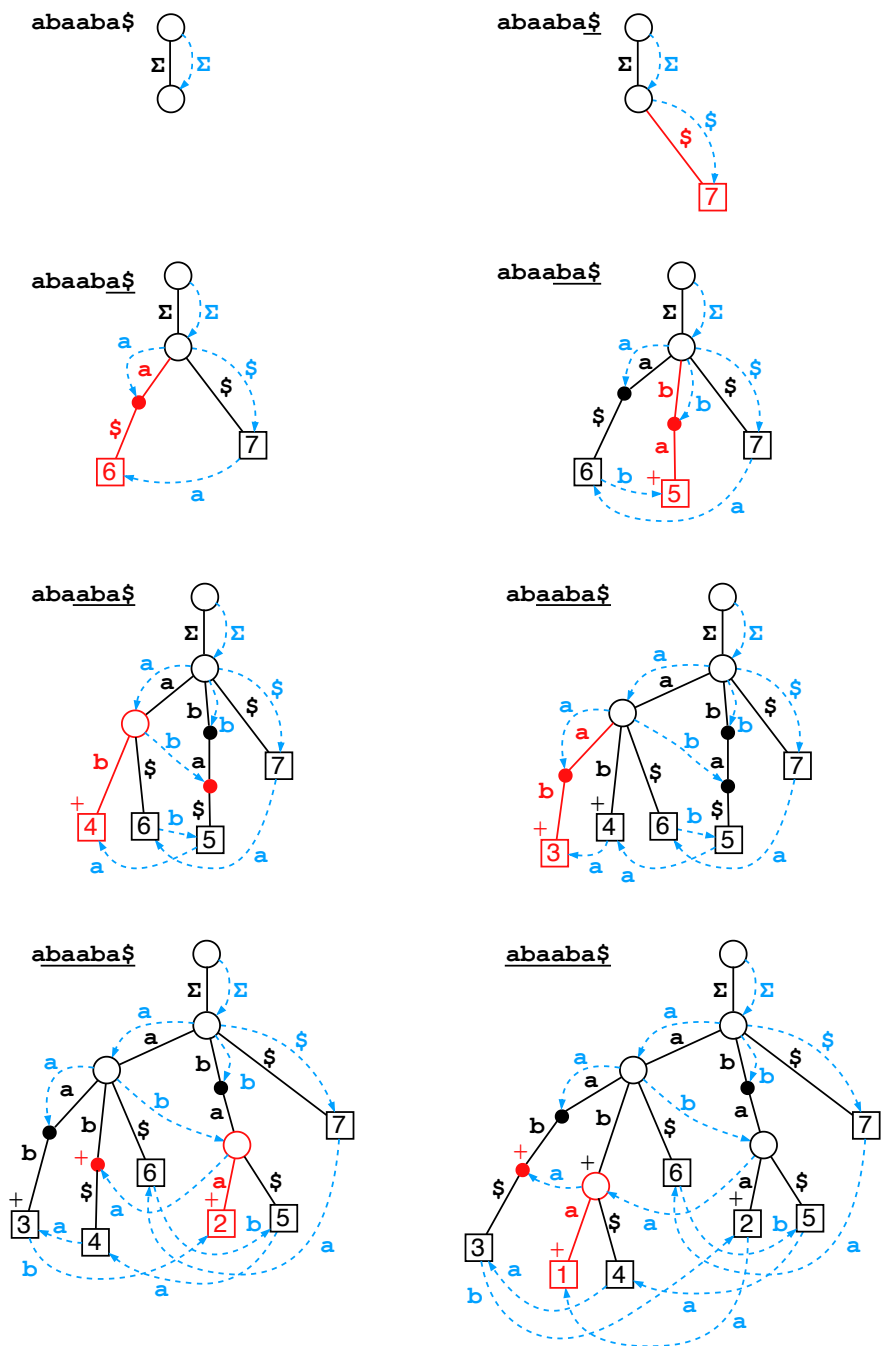 abaaba$
Σ Σ
abaaba$
Σ Σ
$ $
7
abaaba$
Σ Σ
a a $
$
$ 7
6
a
abaaba$
Σ Σ
a a $
b b $
$ a 7
6 b + 5
a
abaaba$
Σ Σ
a a $
b b $
b b $ a 7
+ $
4 6 b 5
a a
abaaba$
Σ Σ
a a $
a a b b $
b b b $ a 7
+ + $
3 4 6 b 5
a a a
abaaba$
Σ Σ
a a b $ $
a a b b
b b $ a 7
+ 6
+ $ a + a $
3 a 4 a 2 b 5
b a a
abaaba$
Σ Σ
a a b $ $
a a b b
b b $ a 7
+ + 6
$ a a $ a + a $
3 2 b 5
+ 1 a 4
b a a a